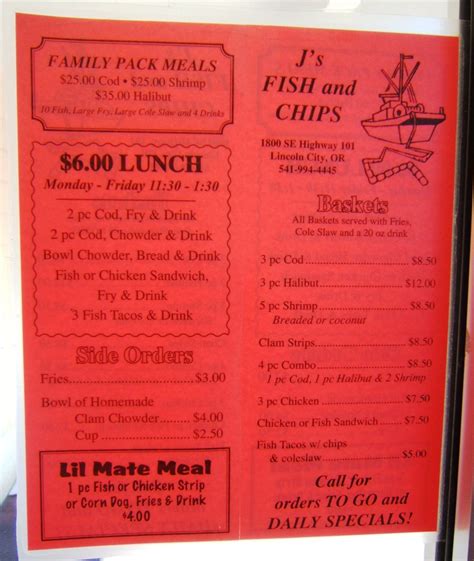 FAMILY PACK MEALS
$25.00 Cod • $25.00 Shrimp
$35.00 Halibut
10 Fish, Large Fry, Large Cole Slaw and 4 Drinks
$6.00 LUNCH
Monday - Friday 11:30 - 1:30
2 pc Cod, Fry & Drink
2 pc Cod, Chowder & Drink
Bowl Chowder, Bread & Drink
Fish or Chicken Sandwich,
Fry & Drink
3 Fish Tacos & Drink
Side Orders
Fries..............................$3.00
Bowl of Homemade
Clam Chowder..........$4.00
Cup............................$2.50
Lil Mate Meal
1 pc Fish or Chicken Strip
or Corn Dog, Fries & Drink
$4.00
J's
FISH and
CHIPS
1800 SE Highway 101
Lincoln City, OR
541-994-4445
Baskets
All Baskets served with Fries,
Cole Slaw and a 20 oz drink
3 pc Cod..............................$8.50
3 pc Halibut........................$12.00
5 pc Shrimp........................$8.50
Breaded or coconut
Clam Strips.........................$8.50
4 pc Combo.........................$8.50
1 pc Cod, 1 pc Halibut & 2 Shrimp
3 pc Chicken.......................$7.50
Chicken or Fish Sandwich....$7.50
Fish Tacos w/ chips
& coleslaw..........................$5.00
Call for
orders TO GO and
DAILY SPECIALS!